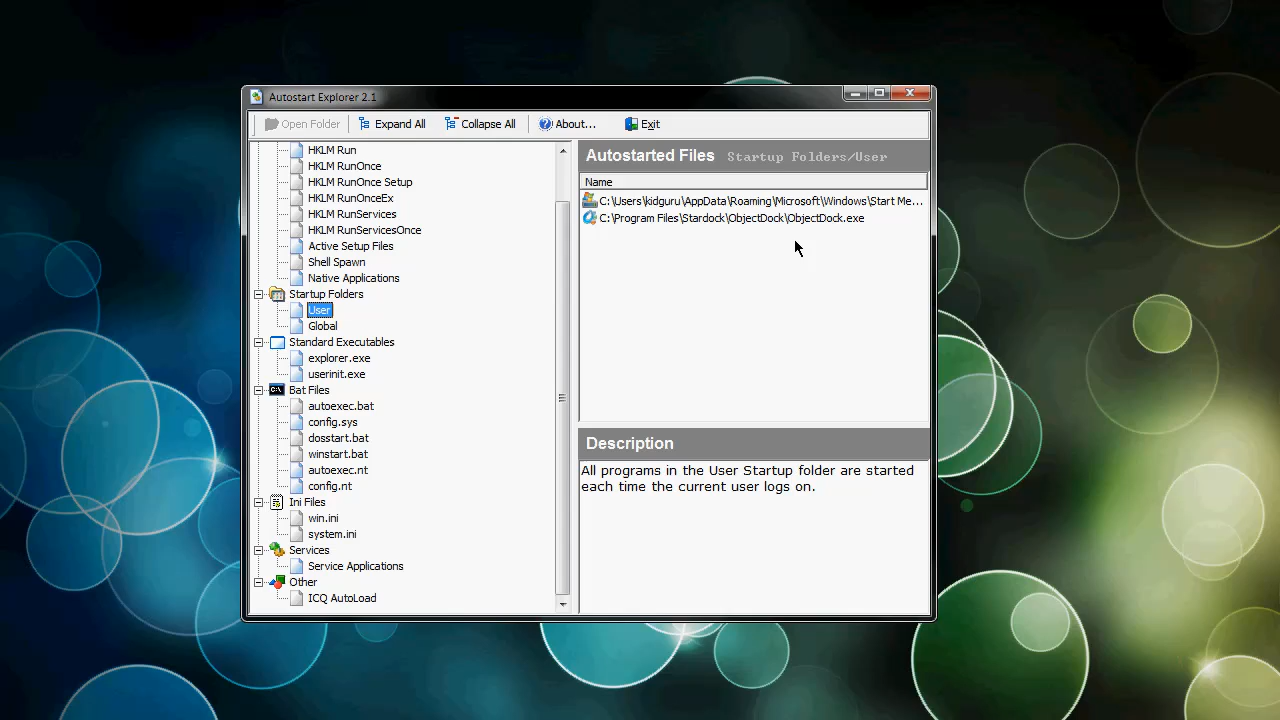 Autostart Explorer 2.1
Open Folder Expand All Collapse All About... Exit
HKLM Run
HKLM RunOnce
HKLM RunOnce Setup
HKLM RunOnceEx
HKLM RunServices
HKLM RunServicesOnce
Active Setup Files
Shell Spawn
Native Applications
Startup Folders
User
Global
Standard Executables
explorer.exe
userinit.exe
Bat Files
autoexec.bat
config.sys
dosstart.bat
winstart.bat
autoexec.nt
config.nt
Ini Files
win.ini
system.ini
Services
Service Applications
Other
ICQ AutoLoad
Autostarted Files Startup Folders/User
Name
C:\Users\kidguru\AppData\Roaming\Microsoft\Windows\Start Me...
C:\Program Files\Stardock\ObjectDock\ObjectDock.exe
Description
All programs in the User Startup folder are started
each time the current user logs on.